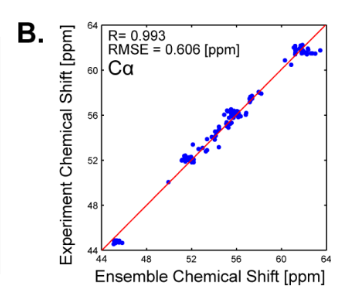 B.
R= 0.993
RMSE = 0.606 [ppm]
Cα
Experiment Chemical Shift [ppm]
64
60
56
52
48
44
44 48 52 56 60 64
Ensemble Chemical Shift [ppm]